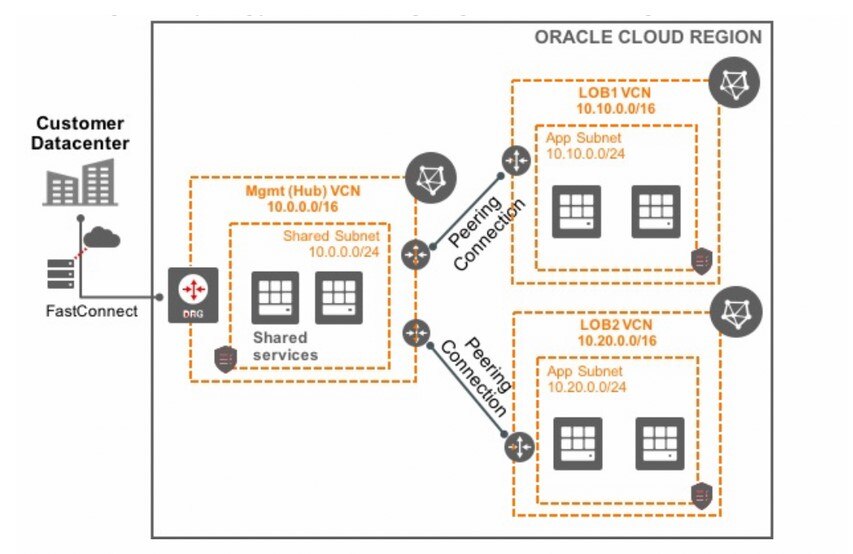 ORACLE CLOUD REGION
Customer
Datacenter
FastConnect
DRG
Mgmt (Hub) VCN
10.0.0.0/16
Shared Subnet
10.0.0.0/24
Shared
services
Peering
Connection
LOB1 VCN
10.10.0.0/16
App Subnet
10.10.0.0/24
Peering
Connection
LOB2 VCN
10.20.0.0/16
App Subnet
10.20.0.0/24